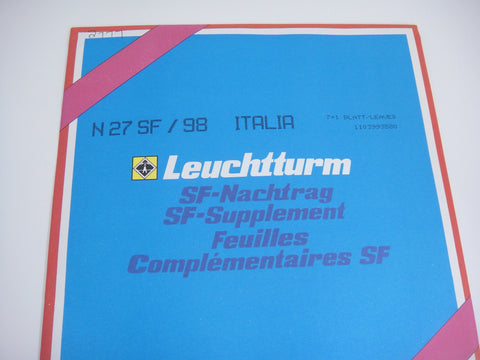 N 27 SF / 98 ITALIA 7+1 BLATT/LEAVES
Leuchtturm
SF-Nachtrag
SF-Supplement
Feuilles
Complémentaires SF